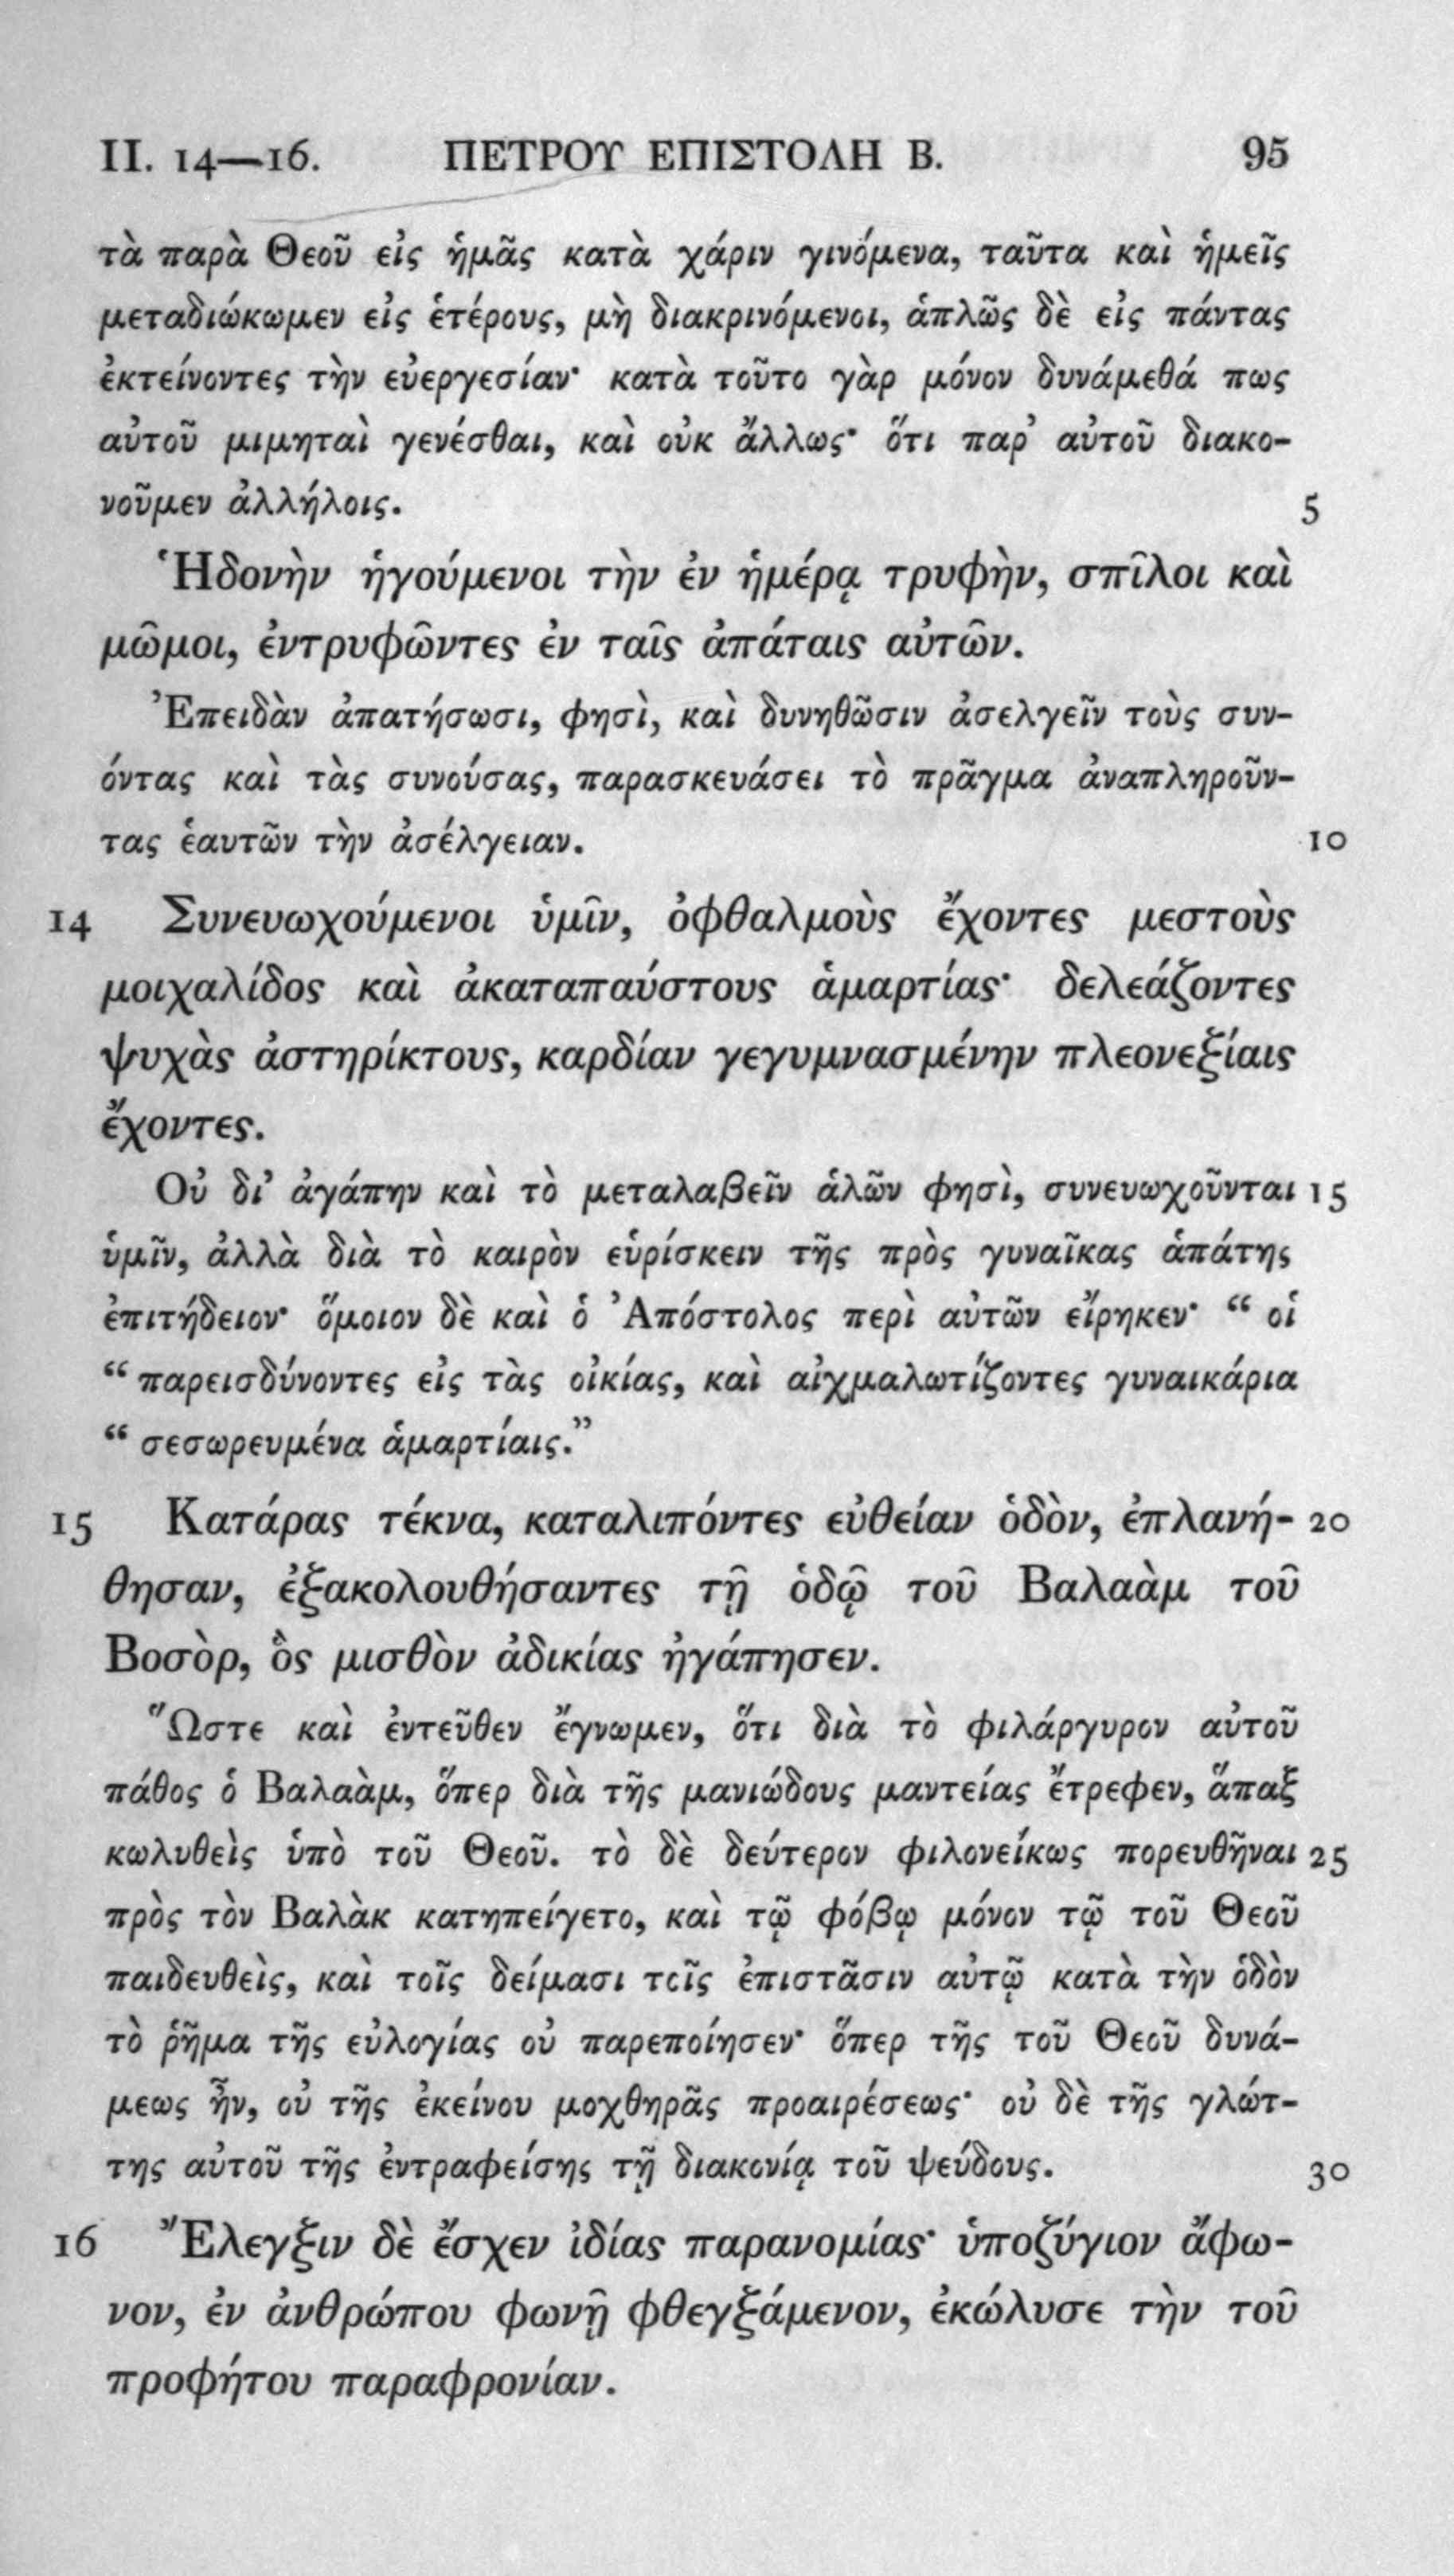 II. 14—16. ΠΕΤΡΟΥ ΕΠΙΣΤΟΛΗ Β. 95
τὰ παρὰ Θεοῦ εἰς ἡμᾶς κατὰ χάριν γινόμενα, ταῦτα καὶ ἡμεῖς
μεταδιώκωμεν εἰς ἑτέρους, μὴ διακρινόμενοι, ἁπλῶς δὲ εἰς πάντας
ἐκτείνοντες τὴν εὐεργεσίαν· κατὰ τοῦτο γὰρ μόνον δυνάμεθά πως
αὐτοῦ μιμηταὶ γενέσθαι, καὶ οὐκ ἄλλως· ὅτι παρ’ αὐτοῦ διακο-
νοῦμεν ἀλλήλοις. 5
Ἡδονὴν ἡγούμενοι τὴν ἐν ἡμέρᾳ τρυφὴν, σπῖλοι καὶ
μῶμοι, ἐντρυφῶντες ἐν ταῖς ἀπάταις αὐτῶν.
Ἐπειδὰν ἀπατήσωσι, φησὶ, καὶ δυνηθῶσιν ἀσελγεῖν τοὺς συν-
όντας καὶ τὰς συνούσας, παρασκευάσει τὸ πρᾶγμα ἀναπληροῦν-
τας ἑαυτῶν τὴν ἀσέλγειαν. 10
14 Συνευωχούμενοι ὑμῖν, ὀφθαλμοὺς ἔχοντες μεστοὺς
μοιχαλίδος καὶ ἀκαταπαύστους ἁμαρτίας· δελεάζοντες
ψυχὰς ἀστηρίκτους, καρδίαν γεγυμνασμένην πλεονεξίαις
ἔχοντες.
Οὐ δι’ ἀγάπην καὶ τὸ μεταλαβεῖν ἁλῶν φησὶ, συνευωχοῦνται 15
ὑμῖν, ἀλλὰ διὰ τὸ καιρὸν εὑρίσκειν τῆς πρὸς γυναῖκας ἁπάτης
ἐπιτήδειον· ὅμοιον δὲ καὶ ὁ Ἀπόστολος περὶ αὐτῶν εἴρηκεν· “ οἱ
“ παρεισδύνοντες εἰς τὰς οἰκίας, καὶ αἰχμαλωτίζοντες γυναικάρια
“ σεσωρευμένα ἁμαρτίαις.”
15 Κατάρας τέκνα, καταλιπόντες εὐθείαν ὁδὸν, ἐπλανή- 20
θησαν, ἐξακολουθήσαντες τῇ ὁδῷ τοῦ Βαλαὰμ τοῦ
Βοσὸρ, ὃς μισθὸν ἀδικίας ἠγάπησεν.
Ὥστε καὶ ἐντεῦθεν ἔγνωμεν, ὅτι διὰ τὸ φιλάργυρον αὐτοῦ
πάθος ὁ Βαλαὰμ, ὅπερ διὰ τῆς μανιώδους μαντείας ἔτρεφεν, ἅπαξ
κωλυθεὶς ὑπὸ τοῦ Θεοῦ. τὸ δὲ δεύτερον φιλονείκως πορευθῆναι 25
πρὸς τὸν Βαλὰκ κατηπείγετο, καὶ τῷ φόβῳ μόνον τῷ τοῦ Θεοῦ
παιδευθεὶς, καὶ τοῖς δείμασι τοῖς ἐπιστᾶσιν αὐτῷ κατὰ τὴν ὁδὸν
τὸ ῥῆμα τῆς εὐλογίας οὐ παρεποίησεν· ὅπερ τῆς τοῦ Θεοῦ δυνά-
μεως ἦν, οὐ τῆς ἐκείνου μοχθηρᾶς προαιρέσεως· οὐ δὲ τῆς γλώτ-
της αὐτοῦ τῆς ἐντραφείσης τῇ διακονίᾳ τοῦ ψεύδους. 30
16 Ἔλεγξιν δὲ ἔσχεν ἰδίας παρανομίας· ὑποζύγιον ἄφω-
νον, ἐν ἀνθρώπου φωνῇ φθεγξάμενον, ἐκώλυσε τὴν τοῦ
προφήτου παραφρονίαν.